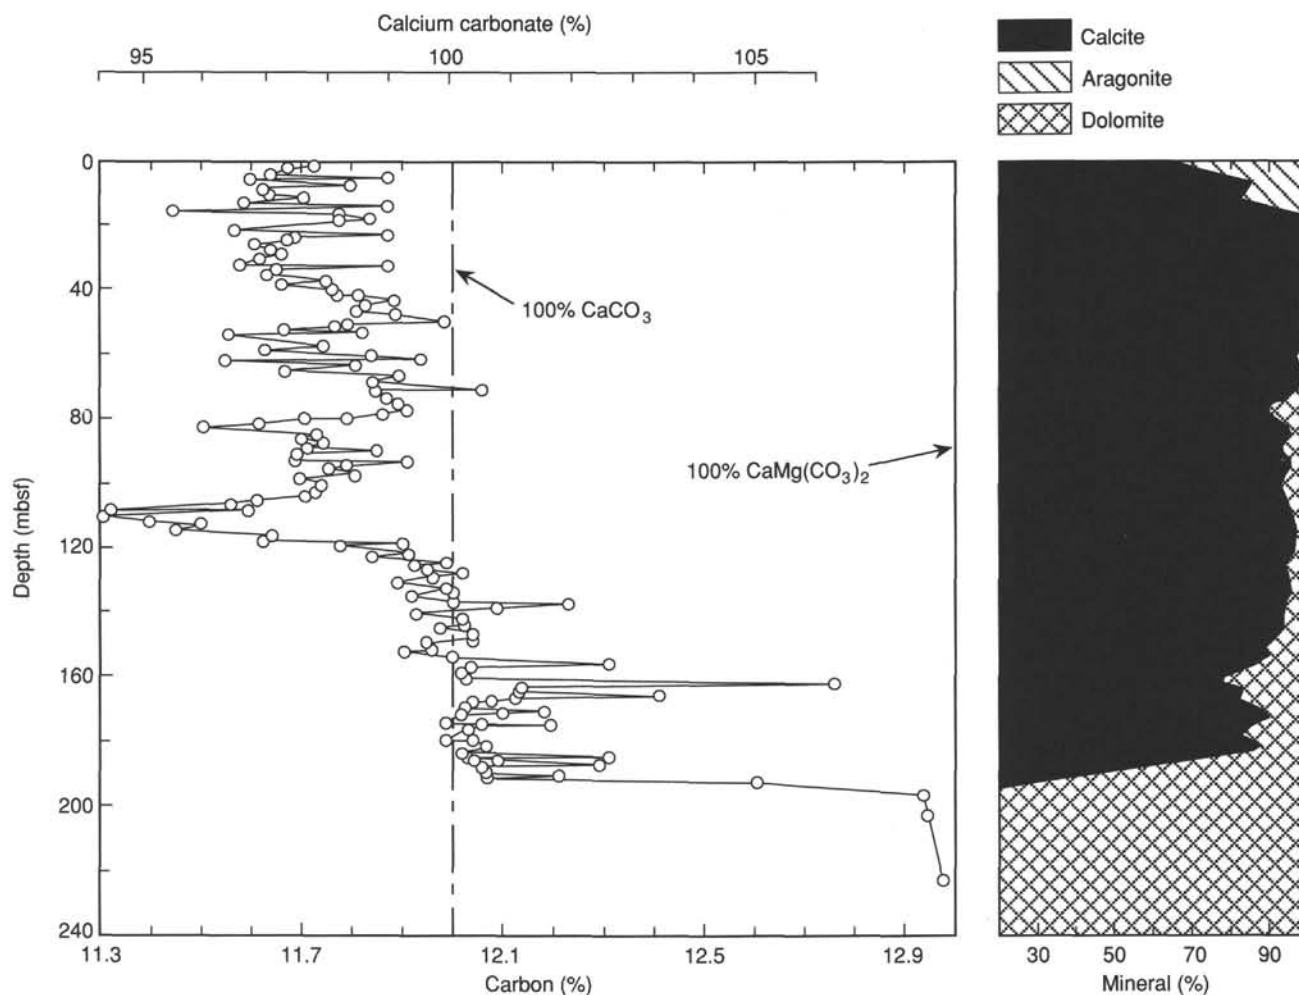 Calcium carbonate (%)
95 100 105
Calcite
Aragonite
Dolomite
0
40
80
120
160
200
240
Depth (mbsf)
100% CaCO3
100% CaMg(CO3)2
11.3 11.7 12.1 12.5 12.9
Carbon (%)
30 50 70 90
Mineral (%)